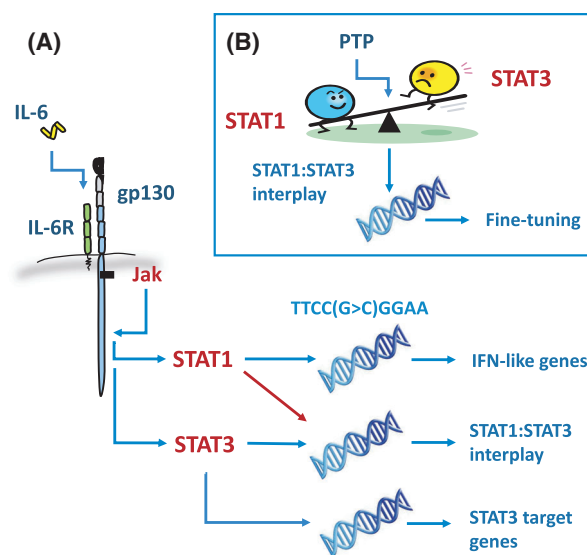 (A)
IL-6
gp130
IL-6R
Jak
TTCC(G>C)GGAA
STAT1
IFN-like genes
STAT3
STAT1:STAT3
interplay
STAT3 target
genes
(B)
PTP
STAT3
STAT1
STAT1:STAT3
interplay
Fine-tuning